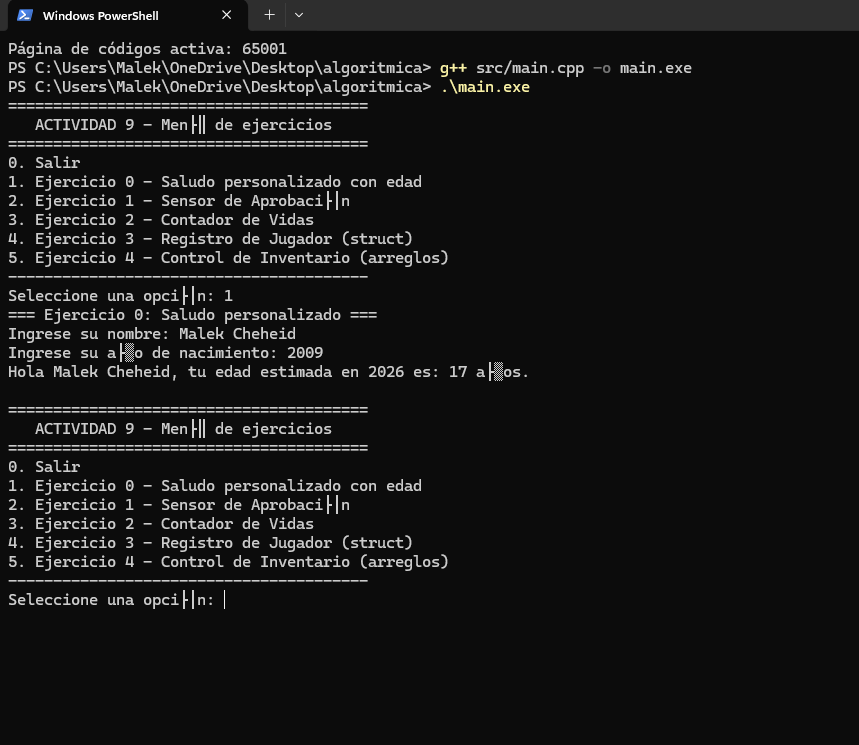 Windows PowerShell
Página de códigos activa: 65001
PS C:\Users\Malek\OneDrive\Desktop\algoritmica> g++ src/main.cpp -o main.exe
PS C:\Users\Malek\OneDrive\Desktop\algoritmica> .\main.exe
========================================
   ACTIVIDAD 9 - Men├║ de ejercicios
========================================
0. Salir
1. Ejercicio 0 - Saludo personalizado con edad
2. Ejercicio 1 - Sensor de Aprobaci├│n
3. Ejercicio 2 - Contador de Vidas
4. Ejercicio 3 - Registro de Jugador (struct)
5. Ejercicio 4 - Control de Inventario (arreglos)
----------------------------------------
Seleccione una opci├│n: 1
=== Ejercicio 0: Saludo personalizado ===
Ingrese su nombre: Malek Cheheid
Ingrese su a├▒o de nacimiento: 2009
Hola Malek Cheheid, tu edad estimada en 2026 es: 17 a├▒os.
========================================
   ACTIVIDAD 9 - Men├║ de ejercicios
========================================
0. Salir
1. Ejercicio 0 - Saludo personalizado con edad
2. Ejercicio 1 - Sensor de Aprobaci├│n
3. Ejercicio 2 - Contador de Vidas
4. Ejercicio 3 - Registro de Jugador (struct)
5. Ejercicio 4 - Control de Inventario (arreglos)
----------------------------------------
Seleccione una opci├│n: